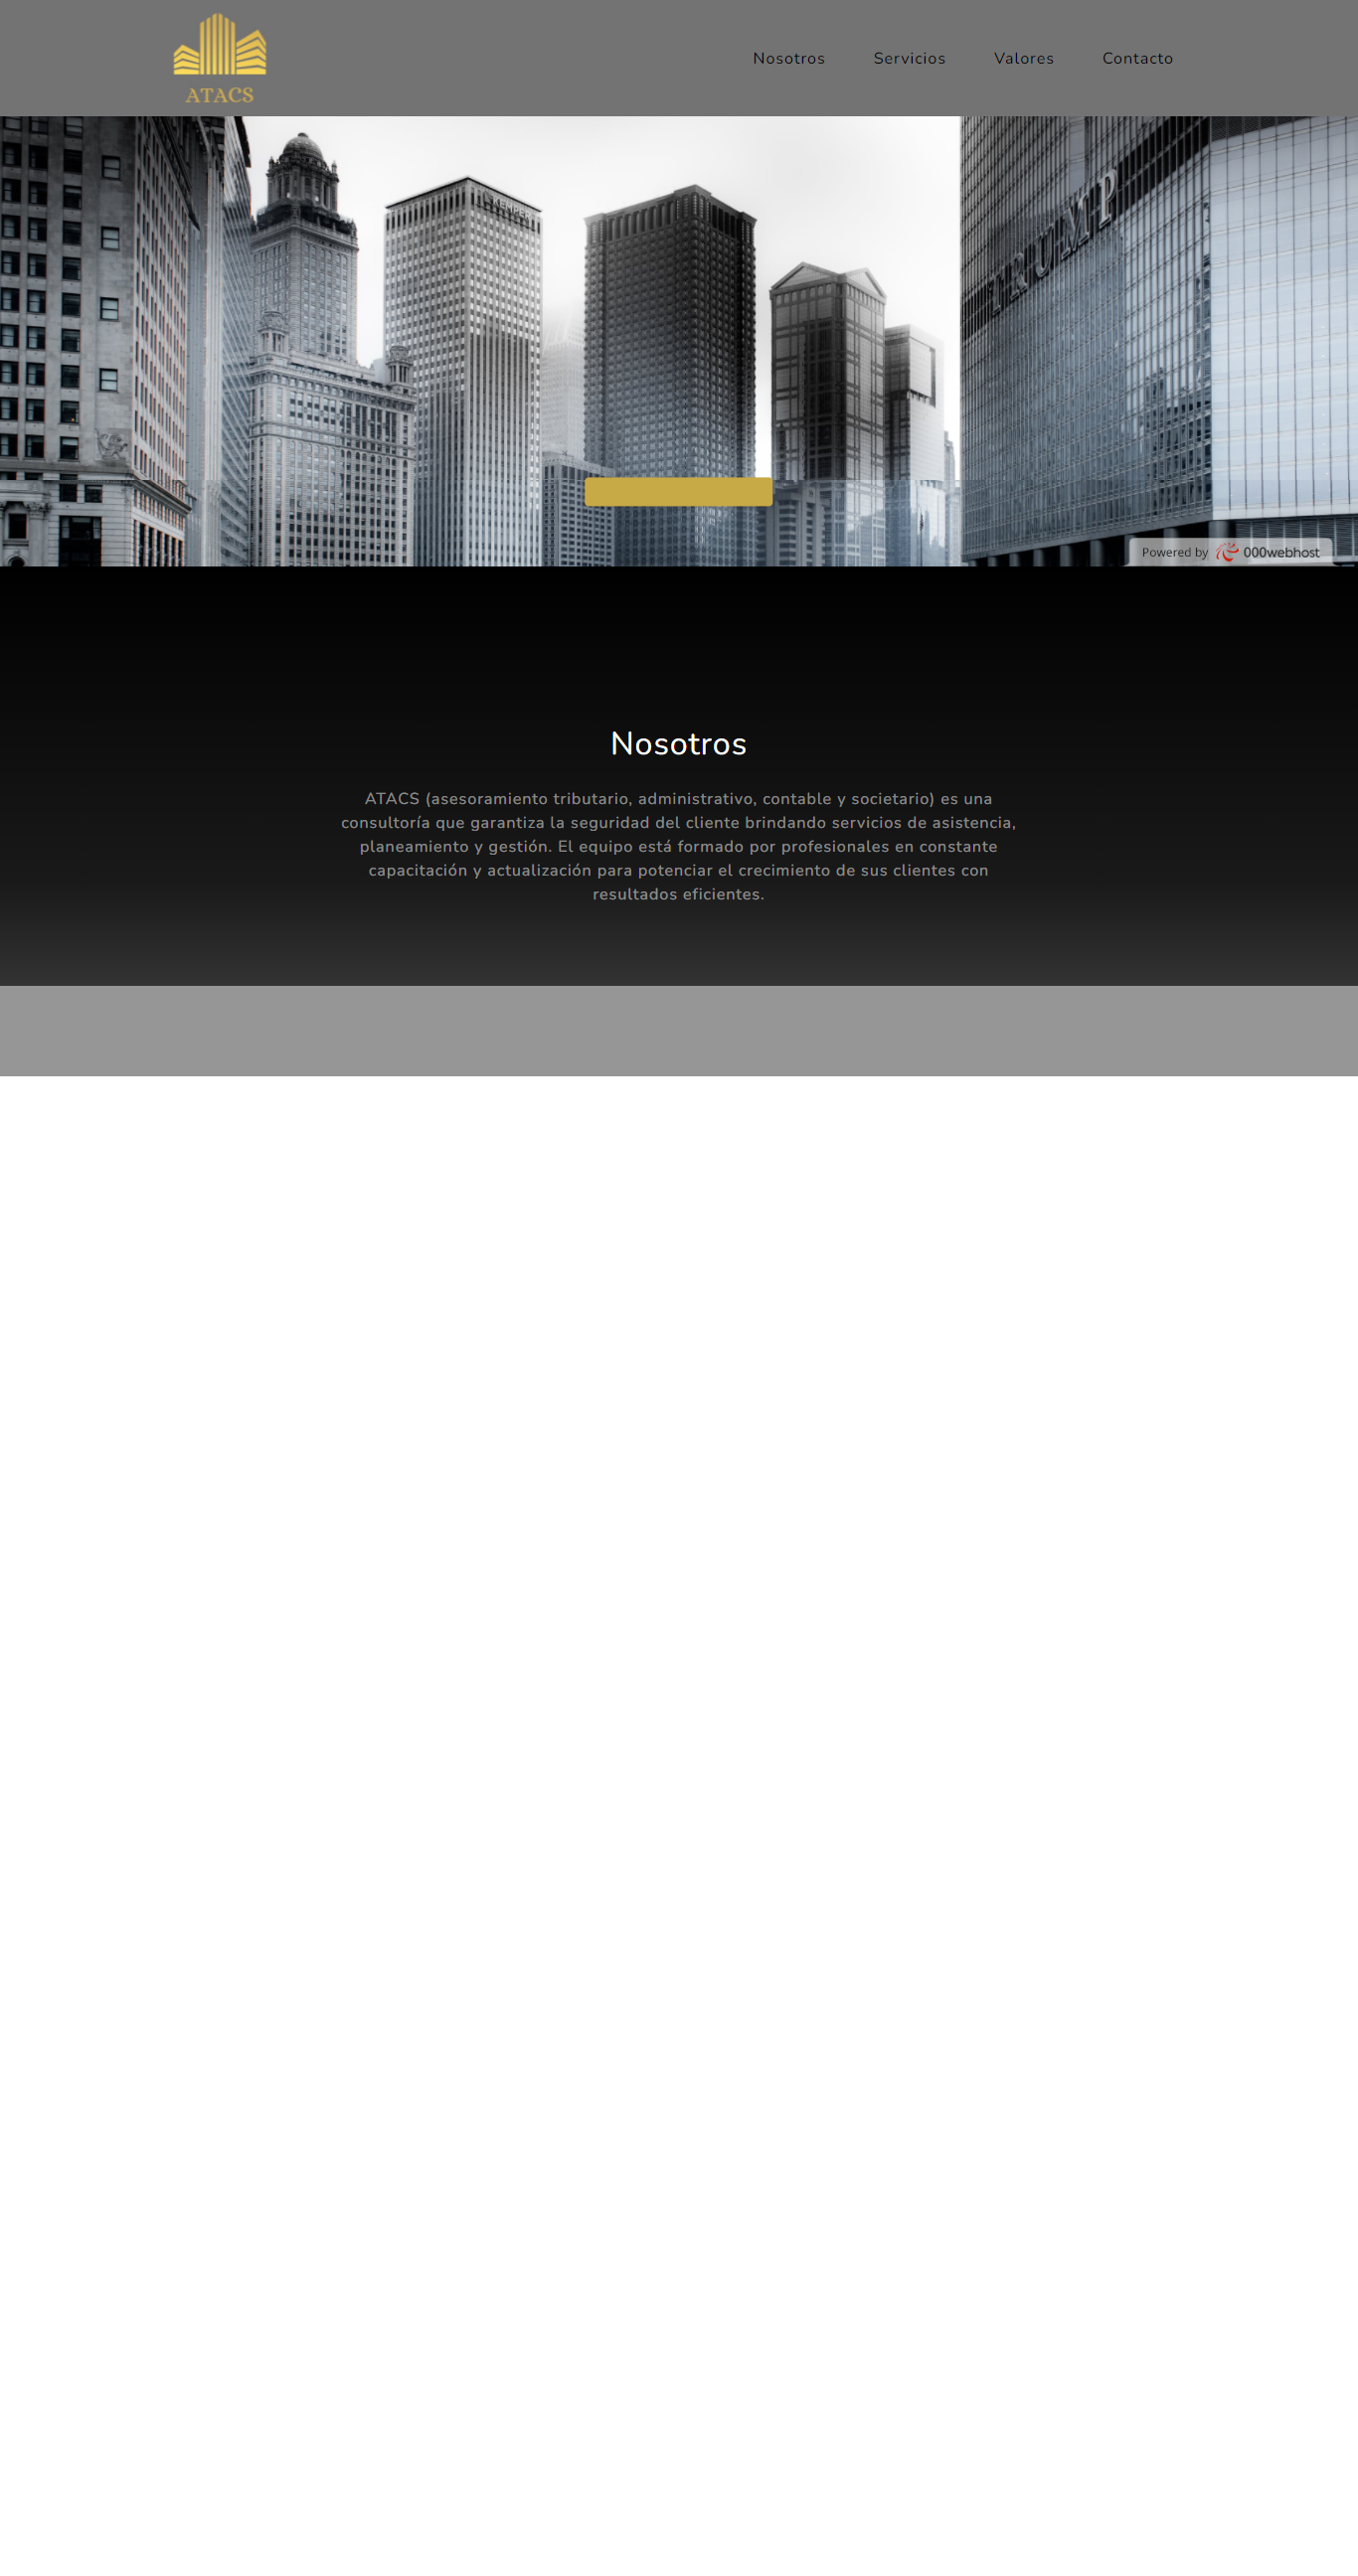 ATACS
Nosotros
Servicios
Valores
Contacto
KEMPER
TRUMP
Powered by 000webhost
Nosotros
ATACS (asesoramiento tributario, administrativo, contable y societario) es una
consultoría que garantiza la seguridad del cliente brindando servicios de asistencia,
planeamiento y gestión. El equipo está formado por profesionales en constante
capacitación y actualización para potenciar el crecimiento de sus clientes con
resultados eficientes.